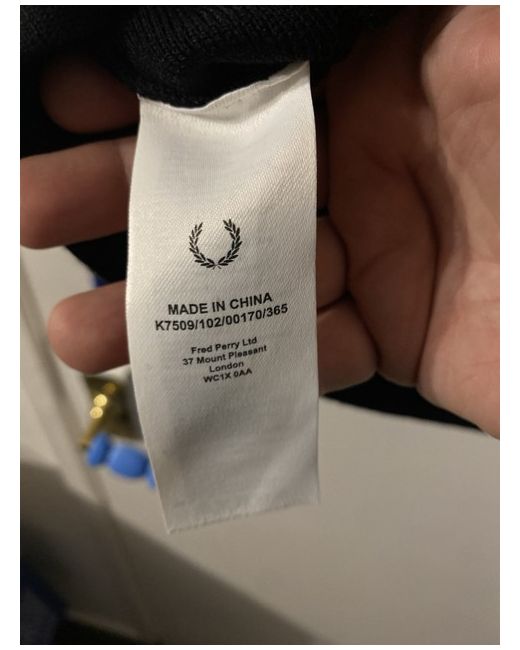 MADE IN CHINA
K7509/102/00170/365
Fred Perry Ltd
37 Mount Pleasant
London
WC1X 0AA